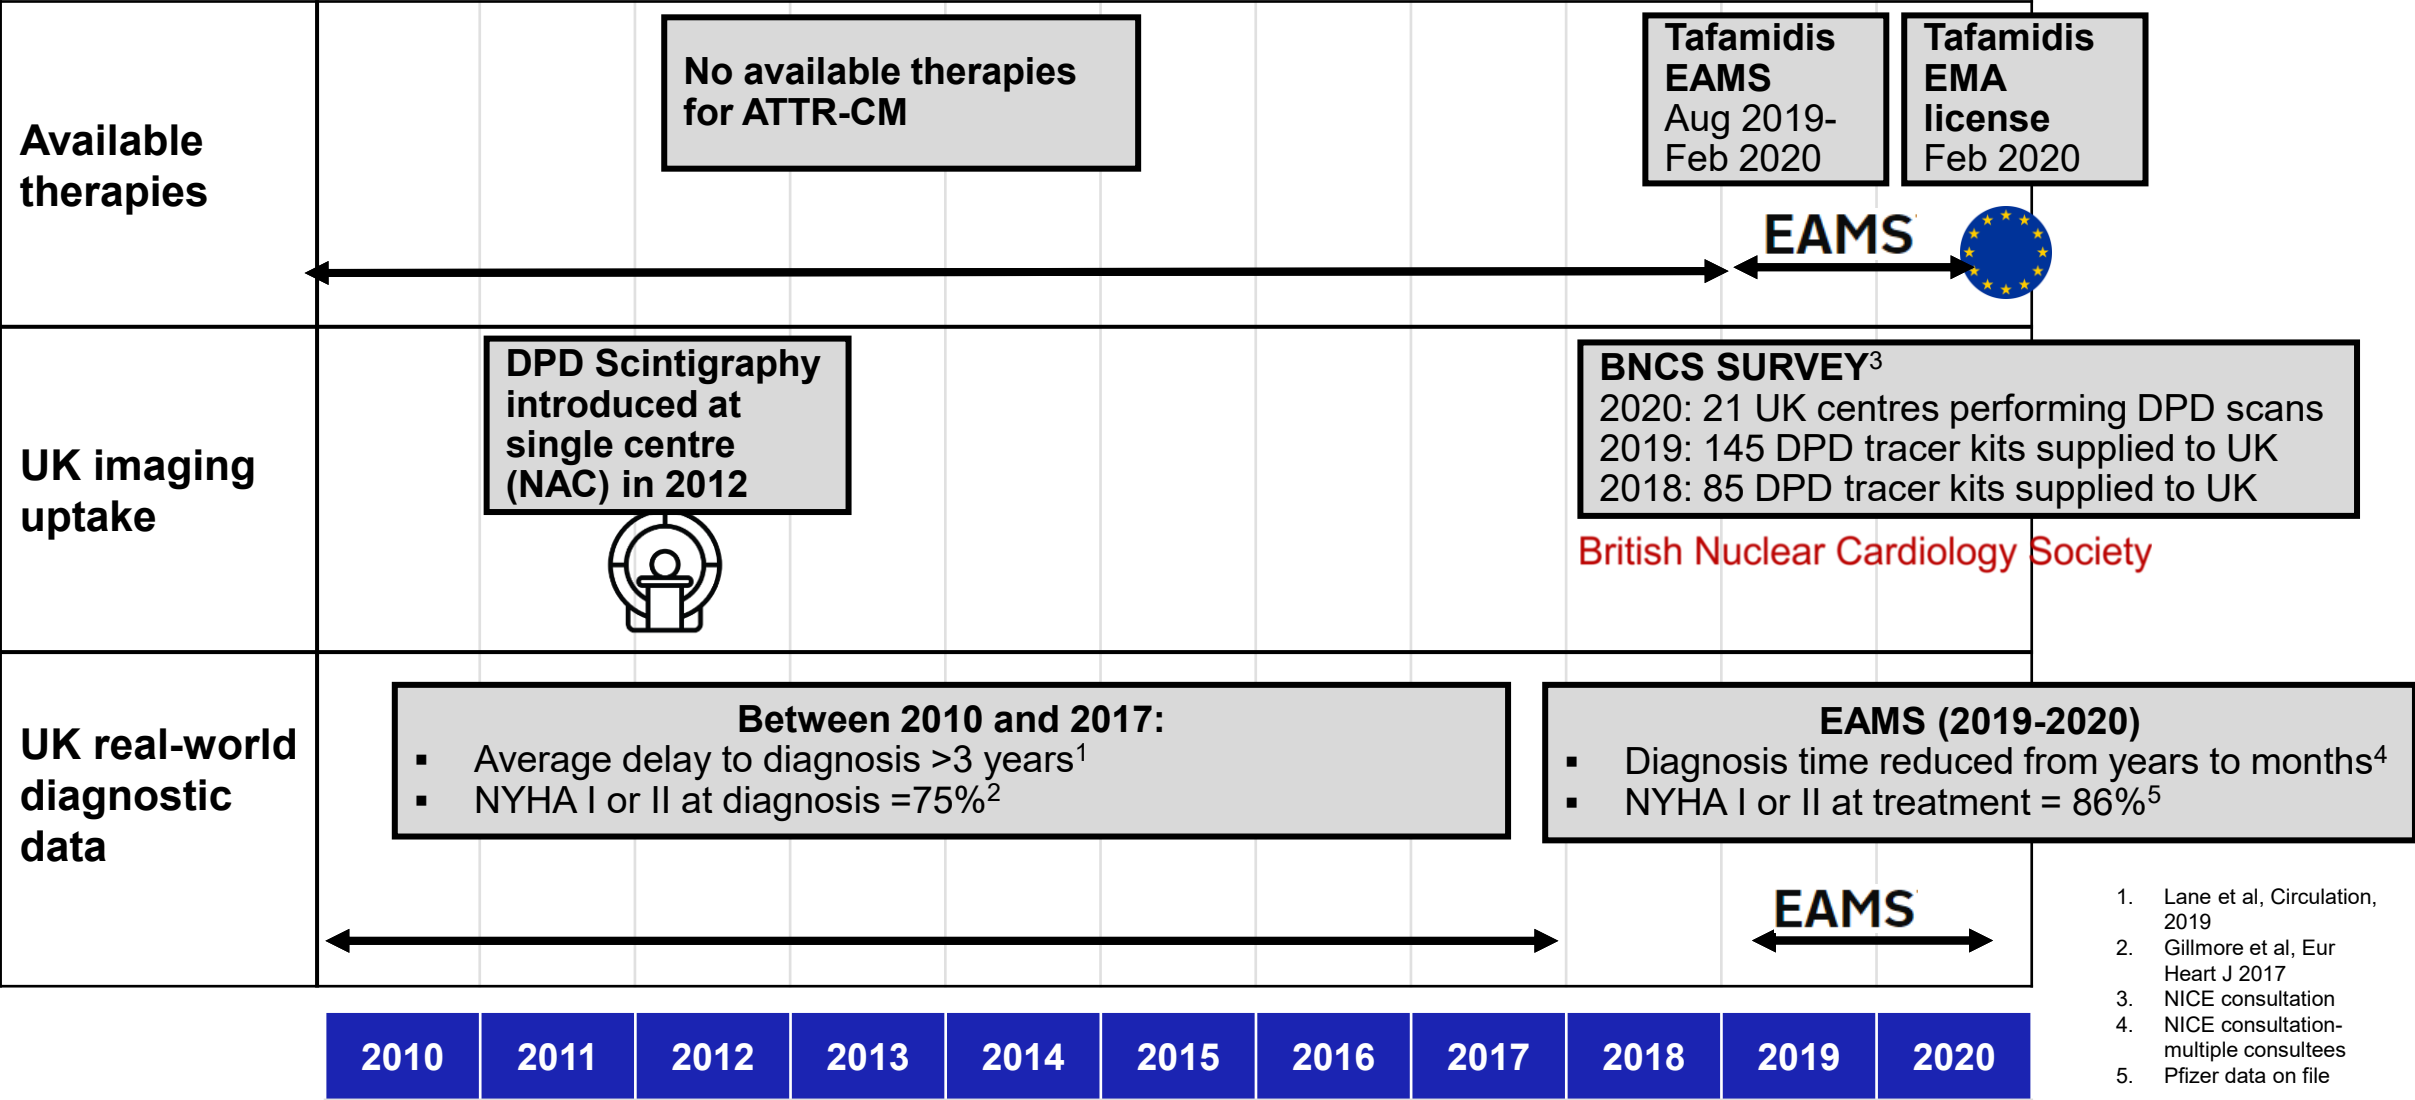 Available
therapies
No available therapies
for ATTR-CM
Tafamidis
EAMS
Aug 2019-
Feb 2020
Tafamidis
EMA
license
Feb 2020
EAMS
UK imaging
uptake
DPD Scintigraphy
introduced at
single centre
(NAC) in 2012
BNCS SURVEY³
2020: 21 UK centres performing DPD scans
2019: 145 DPD tracer kits supplied to UK
2018: 85 DPD tracer kits supplied to UK
British Nuclear Cardiology Society
UK real-world
diagnostic
data
Between 2010 and 2017:
▪ Average delay to diagnosis >3 years¹
▪ NYHA I or II at diagnosis =75%²
EAMS (2019-2020)
▪ Diagnosis time reduced from years to months⁴
▪ NYHA I or II at treatment = 86%⁵
EAMS
1. Lane et al, Circulation,
2019
2. Gillmore et al, Eur
Heart J 2017
3. NICE consultation
4. NICE consultation-
multiple consultees
5. Pfizer data on file
2010 2011 2012 2013 2014 2015 2016 2017 2018 2019 2020